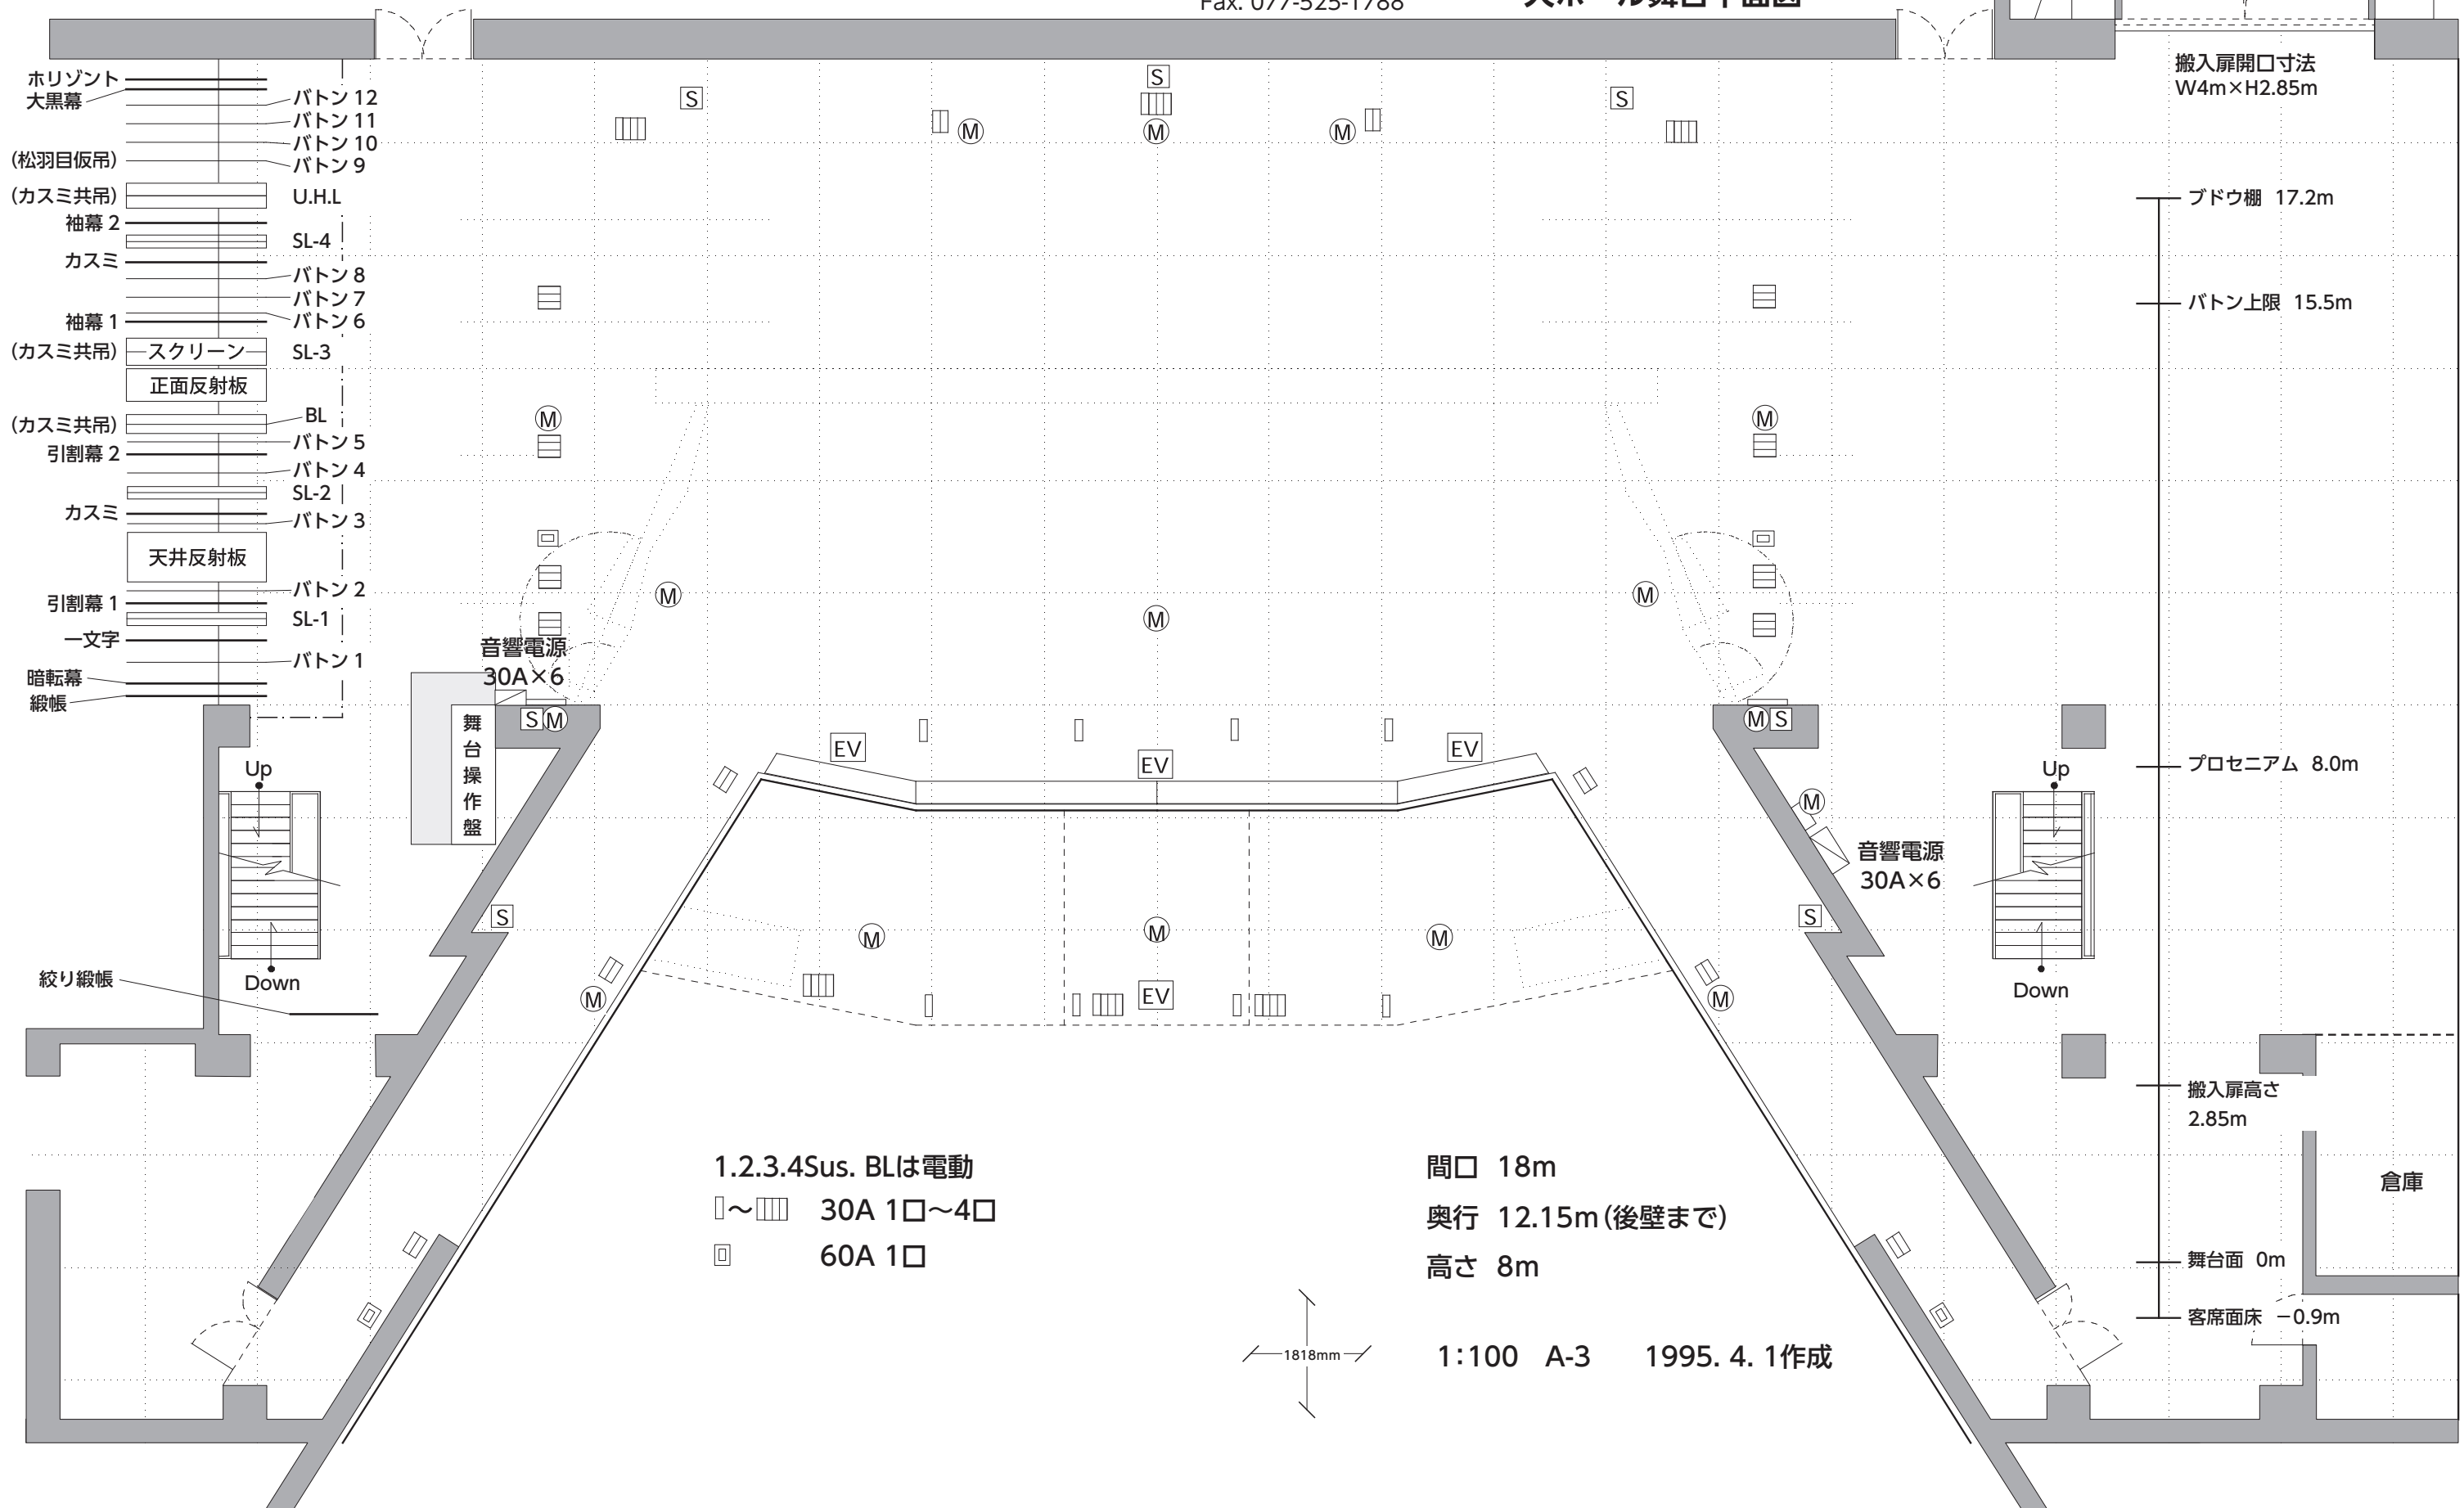 Fax. 077-525-1788
大ホール舞台平面図
搬入扉開口寸法
W4m×H2.85m
ホリゾント
大黒幕
バトン 12
バトン 11
バトン 10
(松羽目仮吊)
バトン 9
(カスミ共吊)
U.H.L
袖幕 2
SL-4
カスミ
バトン 8
バトン 7
袖幕 1
バトン 6
(カスミ共吊)
スクリーン
SL-3
正面反射板
BL
(カスミ共吊)
バトン 5
引割幕 2
バトン 4
SL-2
カスミ
バトン 3
天井反射板
バトン 2
引割幕 1
SL-1
一文字
バトン 1
暗転幕
緞帳
S
S
S
M
M
M
M
M
M
M
M
音響電源
30A×6
S
M
M
S
舞台操作盤
EV
EV
EV
Up
Down
絞り緞帳
S
M
M
M
M
EV
M
M
音響電源
30A×6
S
Up
Down
ブドウ棚 17.2m
バトン上限 15.5m
プロセニアム 8.0m
搬入扉高さ
2.85m
舞台面 0m
客席面床 −0.9m
倉庫
1.2.3.4Sus. BLは電動
～ 30A 1口～4口
60A 1口
間口 18m
奥行 12.15m(後壁まで)
高さ 8m
1818mm
1:100 A-3 1995. 4. 1作成